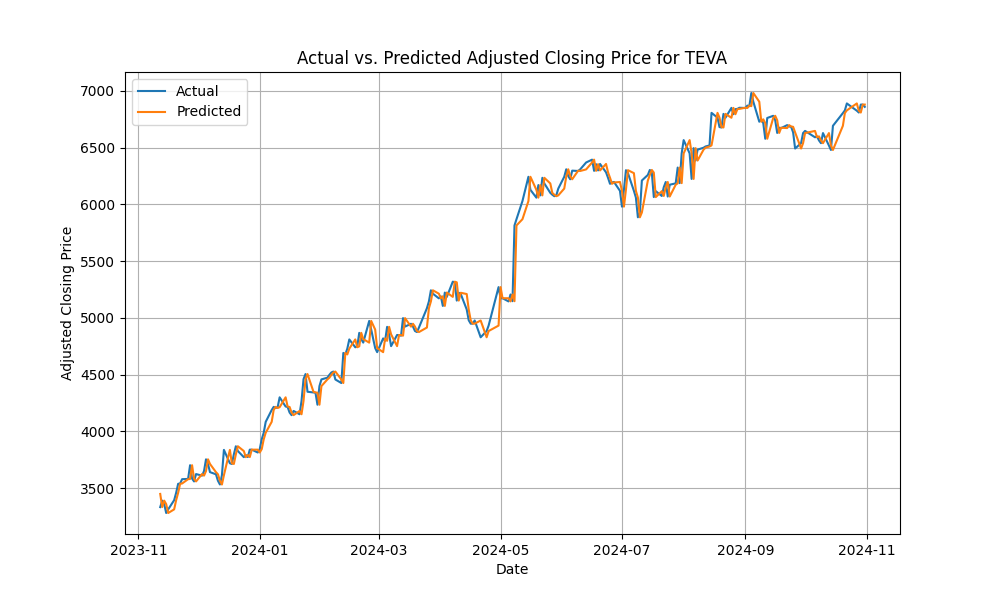 Actual vs. Predicted Adjusted Closing Price for TEVA
Actual
Predicted
Adjusted Closing Price
7000
6500
6000
5500
5000
4500
4000
3500
2023-11 2024-01 2024-03 2024-05 2024-07 2024-09 2024-11
Date